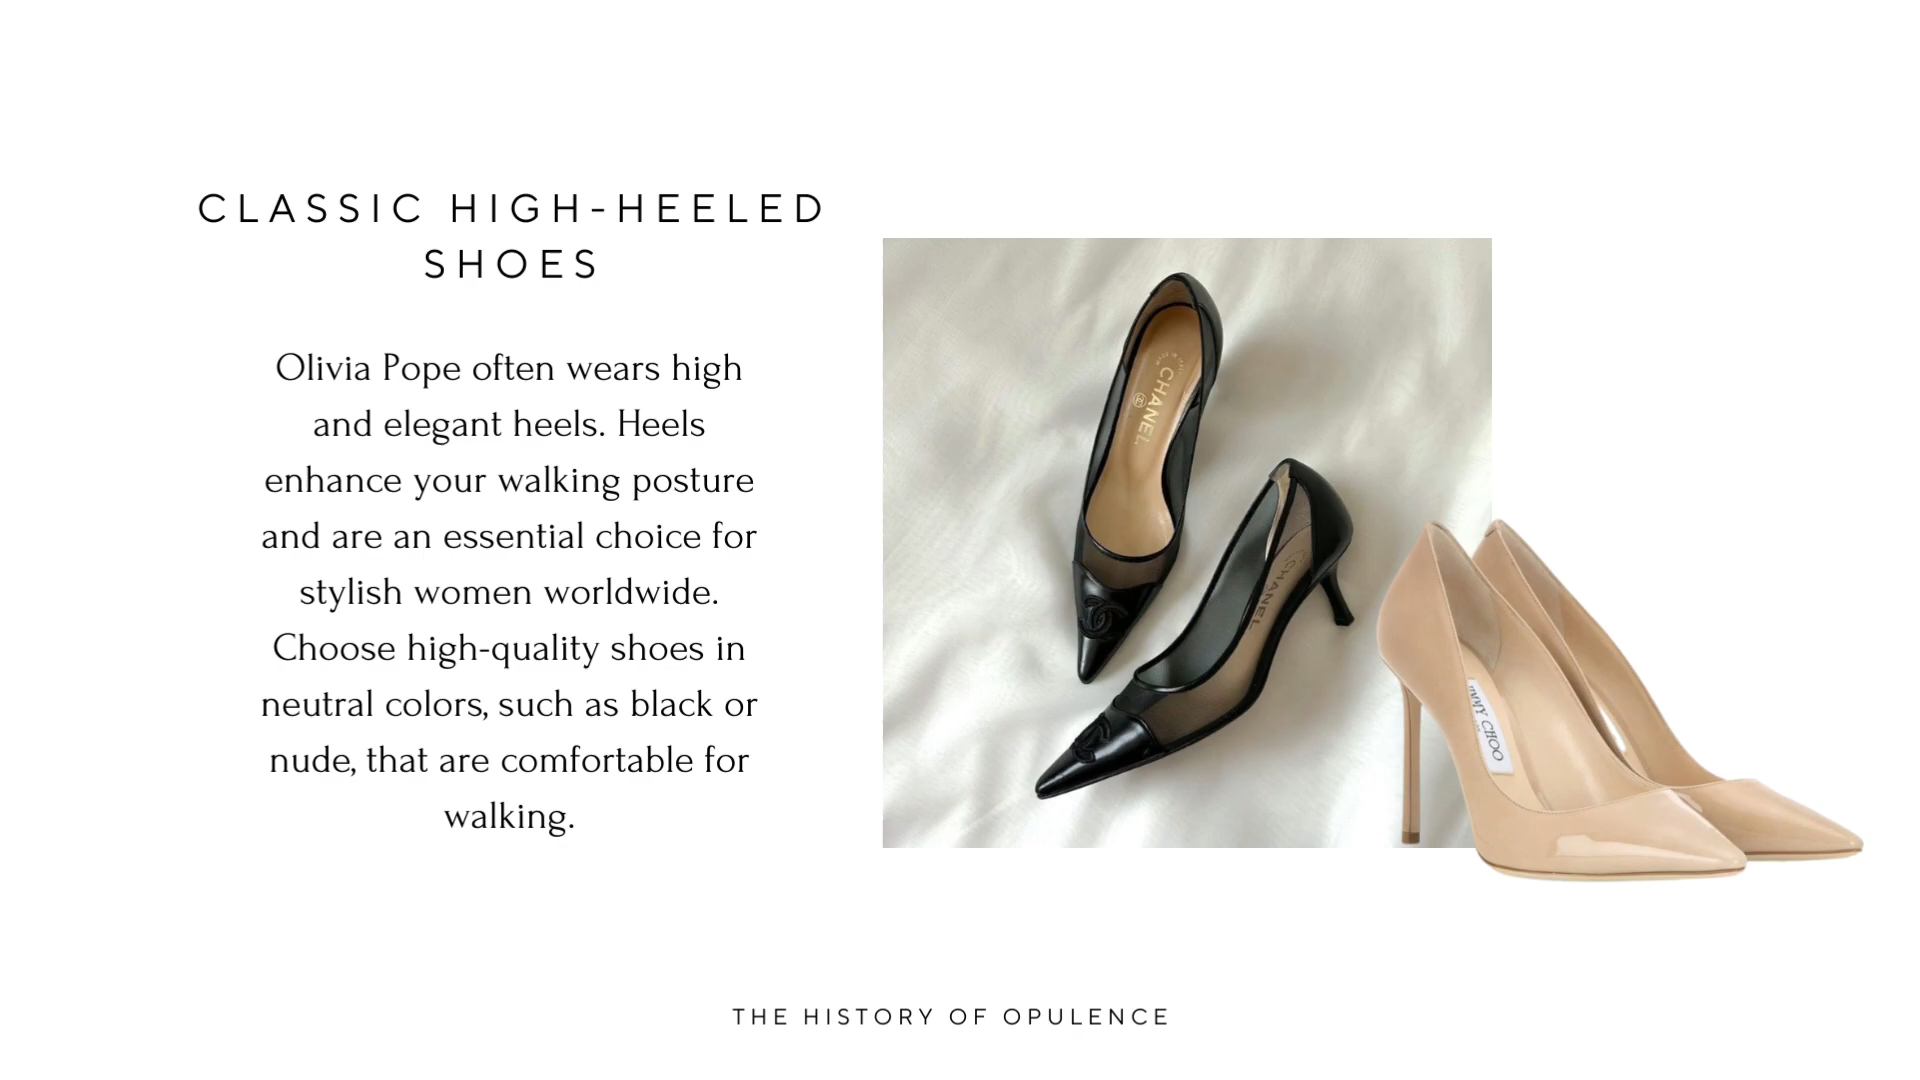 CLASSIC HIGH-HEELED
SHOES
Olivia Pope often wears high
and elegant heels. Heels
enhance your walking posture
and are an essential choice for
stylish women worldwide.
Choose high-quality shoes in
neutral colors, such as black or
nude, that are comfortable for
walking.
CHANEL
CHANEL
JIMMY CHOO
THE HISTORY OF OPULENCE